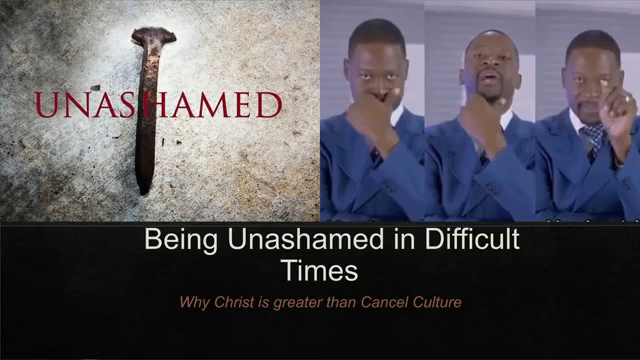 UNASHAMED
Being Unashamed in Difficult
Times
Why Christ is greater than Cancel Culture